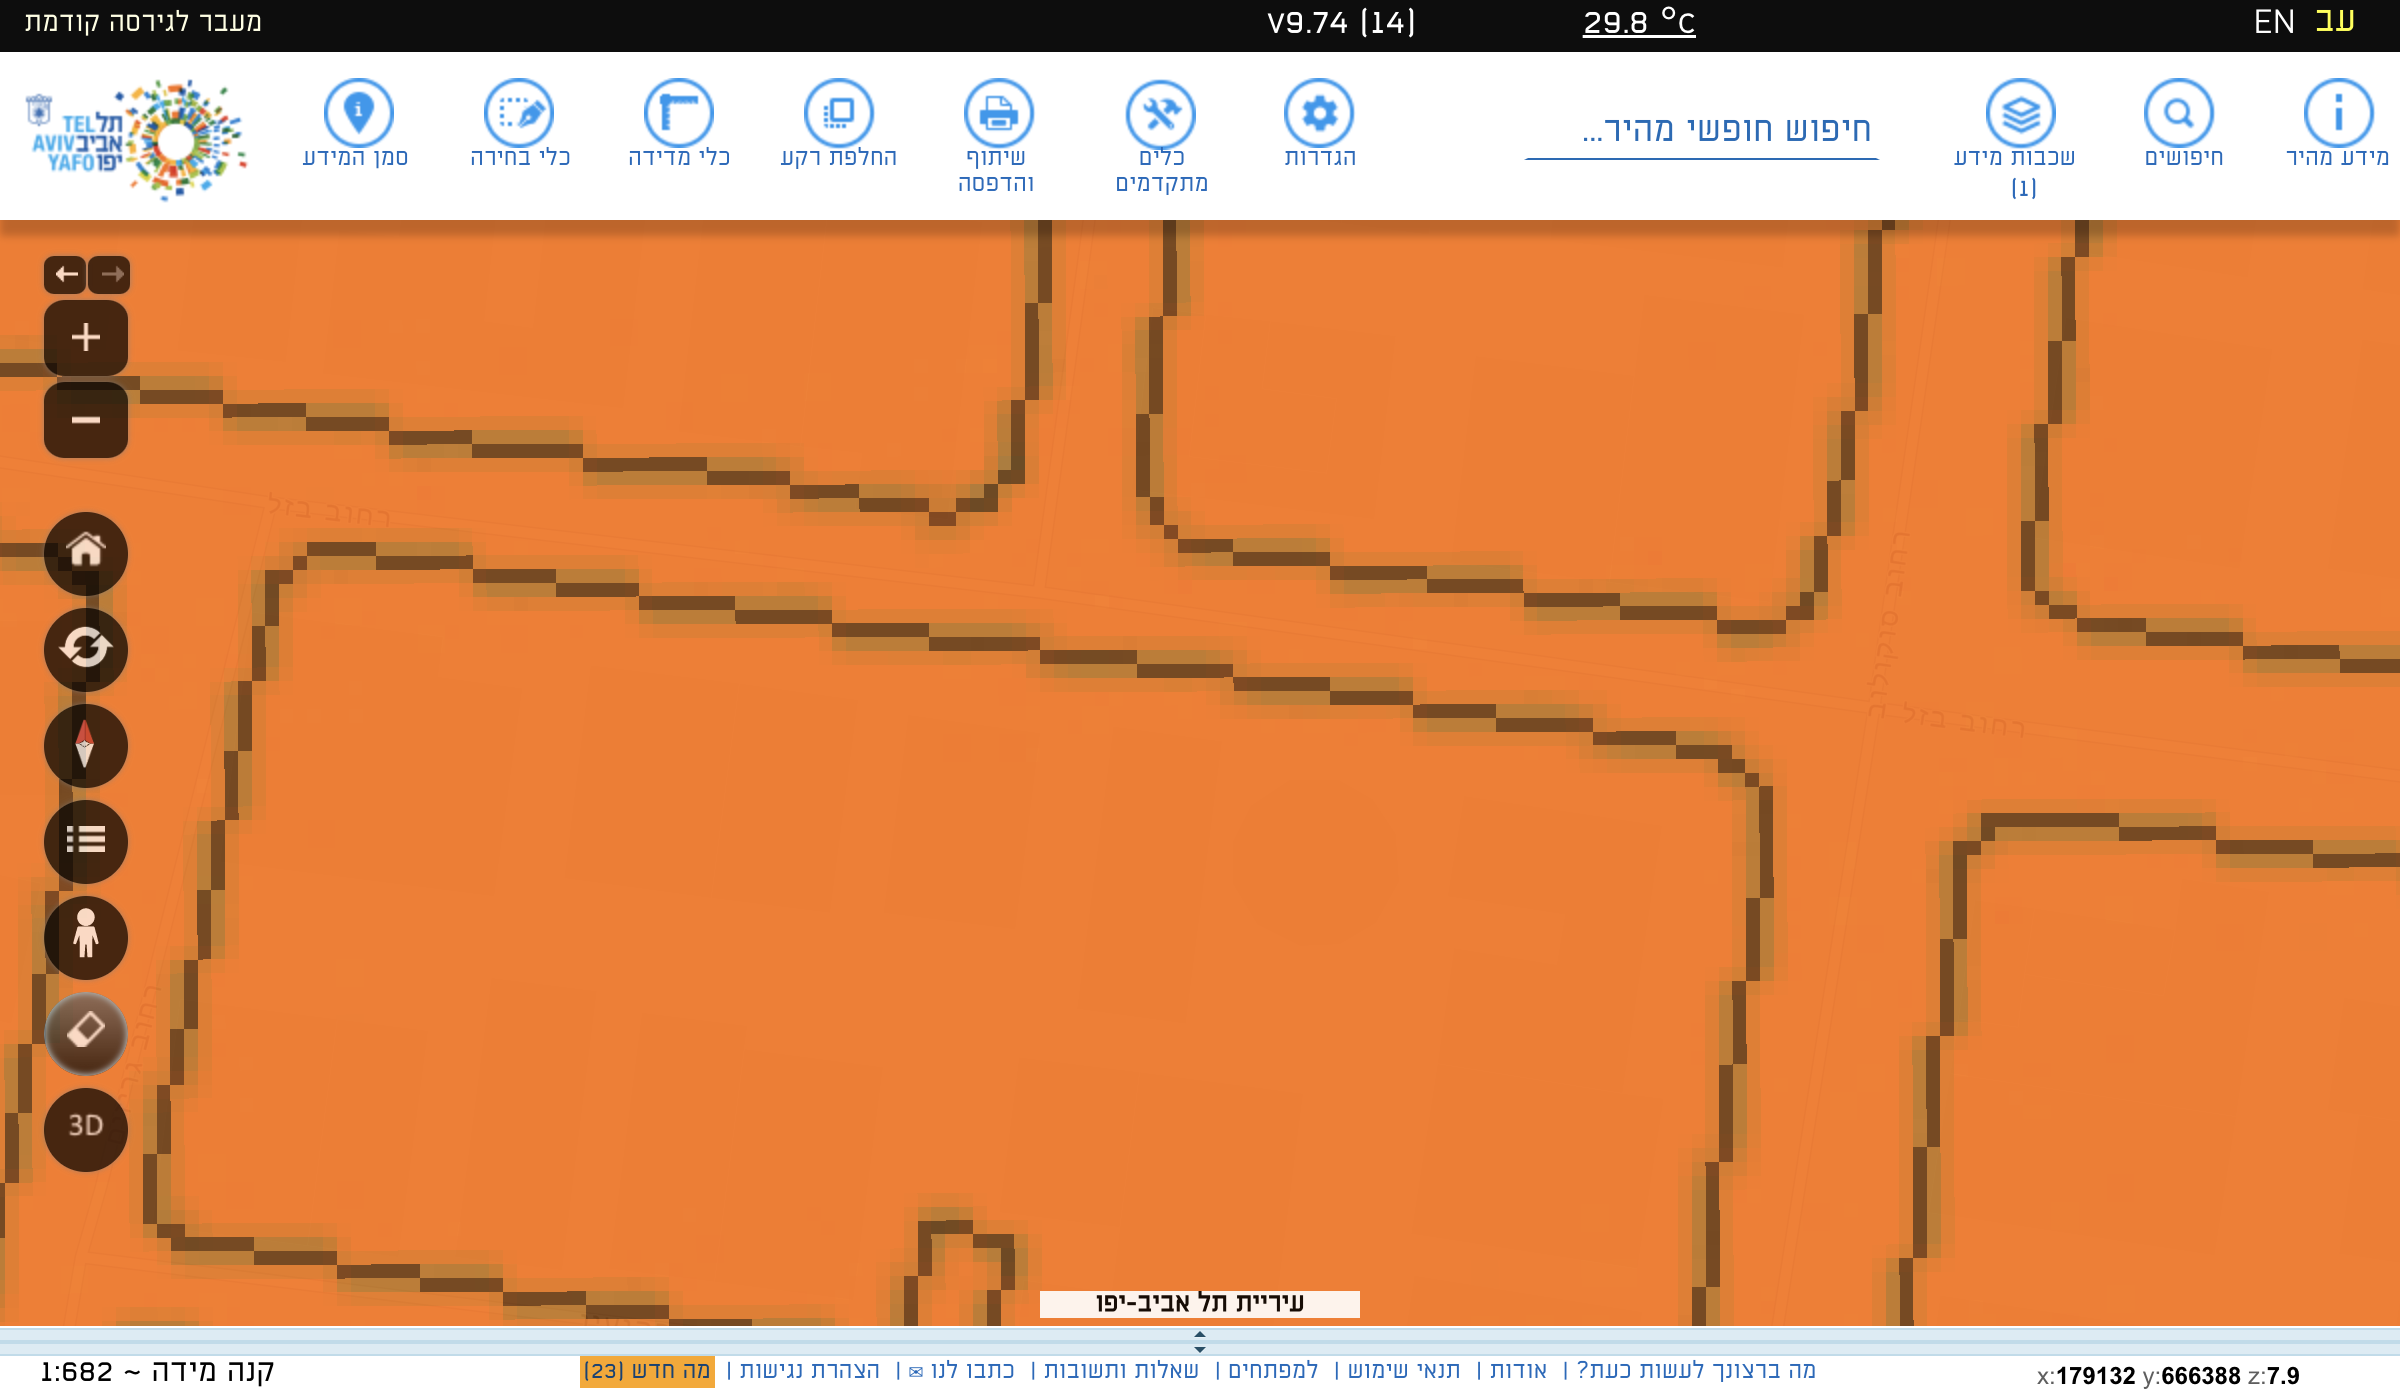 עב EN
29.8 °C
V9.74 (14)
מעבר לגירסה קודמת
מידע מהיר
חיפושים
שכבות מידע
(1)
חיפוש חופשי מהיר...
הגדרות
כלים
מתקדמים
שיתוף
והדפסה
החלפת רקע
כלי מדידה
כלי בחירה
סמן המידע
תל TEL
אביב AVIV
יפו YAFO
רחוב בזל
רחוב סוקולוב
רחוב בזל
רחוב
3D
עיריית תל אביב-יפו
מה ברצונך לעשות כעת? | אודות | תנאי שימוש | למפתחים | שאלות ותשובות | כתבו לנו ✉ | הצהרת נגישות | מה חדש (23)
x:179132 y:666388 z:7.9
קנה מידה ~ 1:682